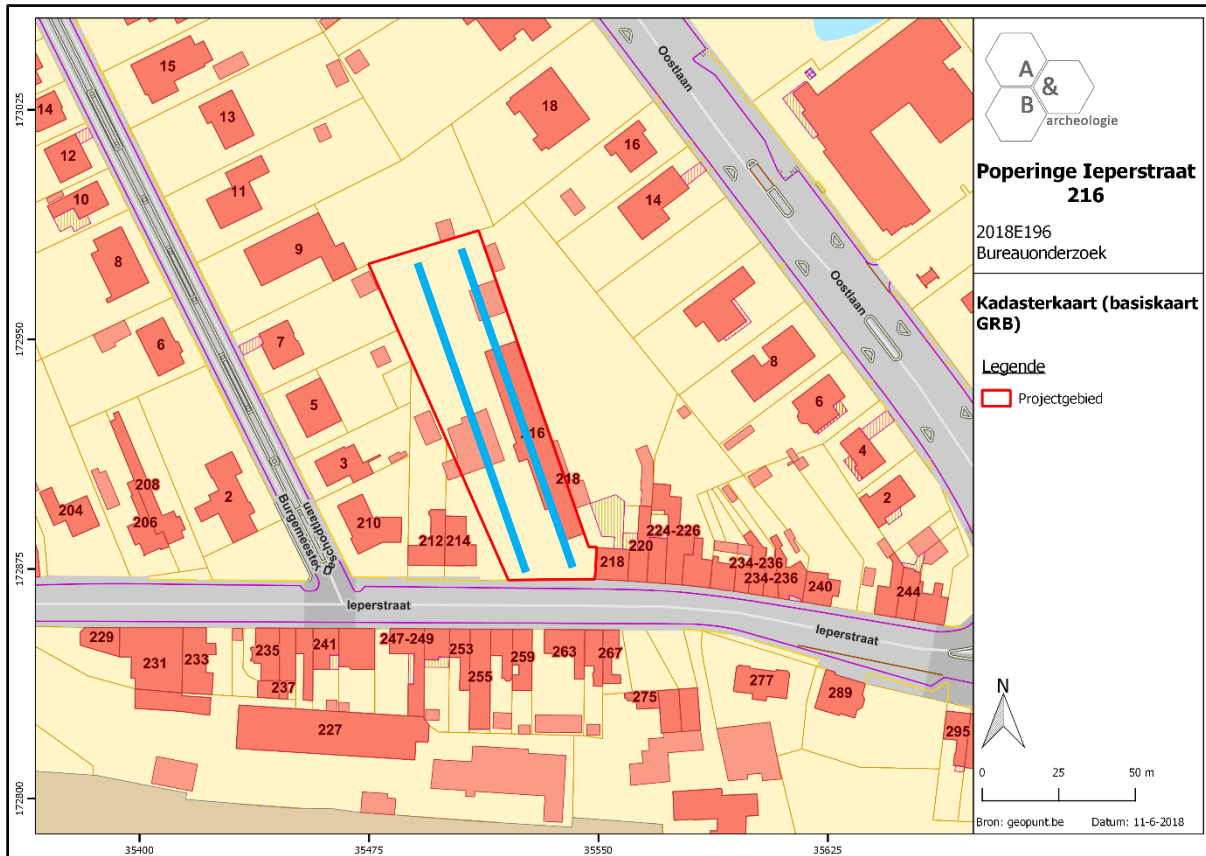 A &
B
archeologie
Poperinge Ieperstraat
216
2018E196
Bureauonderzoek
Kadasterkaart (basiskaart
GRB)
Legende
Projectgebied
N
0 25 50 m
Bron: geopunt.be Datum: 11-6-2018
173025
172950
172875
172800
35400 35475 35550 35625
Oostlaan
Oostlaan
Burgemeester
Ieperstraat
Ieperstraat
15
14
13
12
11
10
9
8
7
6
5
3
2
208
206
204
210
212 214
216
218
18
16
14
8
6
4
2
218
220
224-226
234-236
234-236
240
244
229
231
233
235
237
241
247-249
253
255
259
263
267
275
277
289
295
227